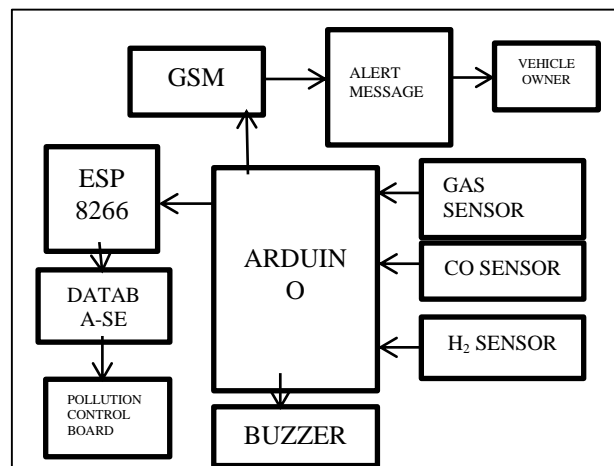 GSM
ALERT
MESSAGE
VEHICLE
OWNER
ESP
8266
ARDUIN
O
GAS
SENSOR
CO SENSOR
DATAB
A-SE
H₂ SENSOR
POLLUTION
CONTROL
BOARD
BUZZER